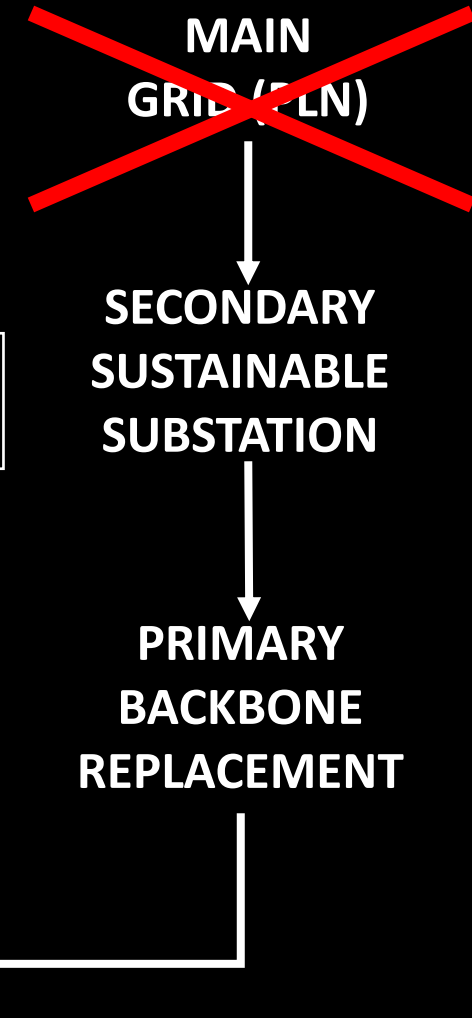 MAIN
GRID (PLN)
SECONDARY
SUSTAINABLE
SUBSTATION
PRIMARY
BACKBONE
REPLACEMENT